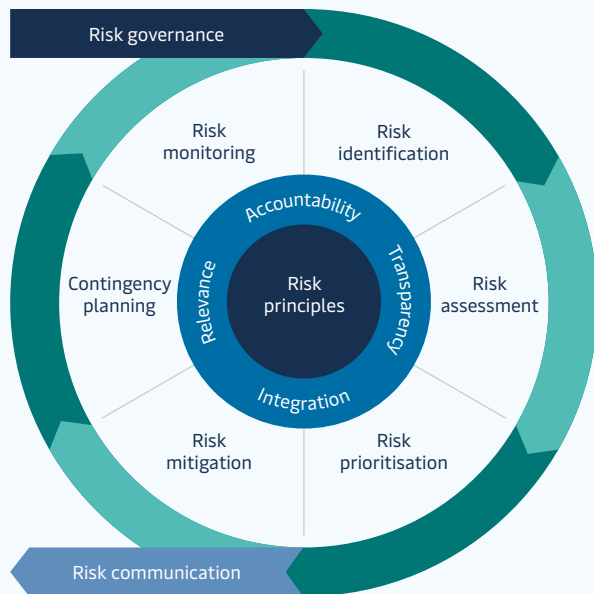 Risk governance
Risk
monitoring
Risk
identification
Accountability
Contingency
planning
Relevance
Risk
principles
Transparency
Risk
assessment
Integration
Risk
mitigation
Risk
prioritisation
Risk communication